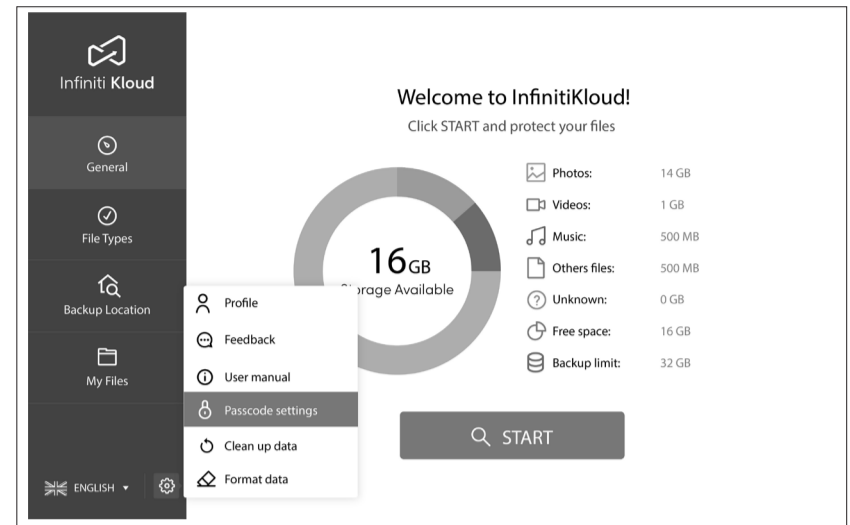 Infiniti Kloud
General
File Types
Backup Location
My Files
ENGLISH
Welcome to InfinitiKloud!
Click START and protect your files
16GB
orage Available
Photos: 14 GB
Videos: 1 GB
Music: 500 MB
Others files: 500 MB
Unknown: 0 GB
Free space: 16 GB
Backup limit: 32 GB
START
Profile
Feedback
User manual
Passcode settings
Clean up data
Format data